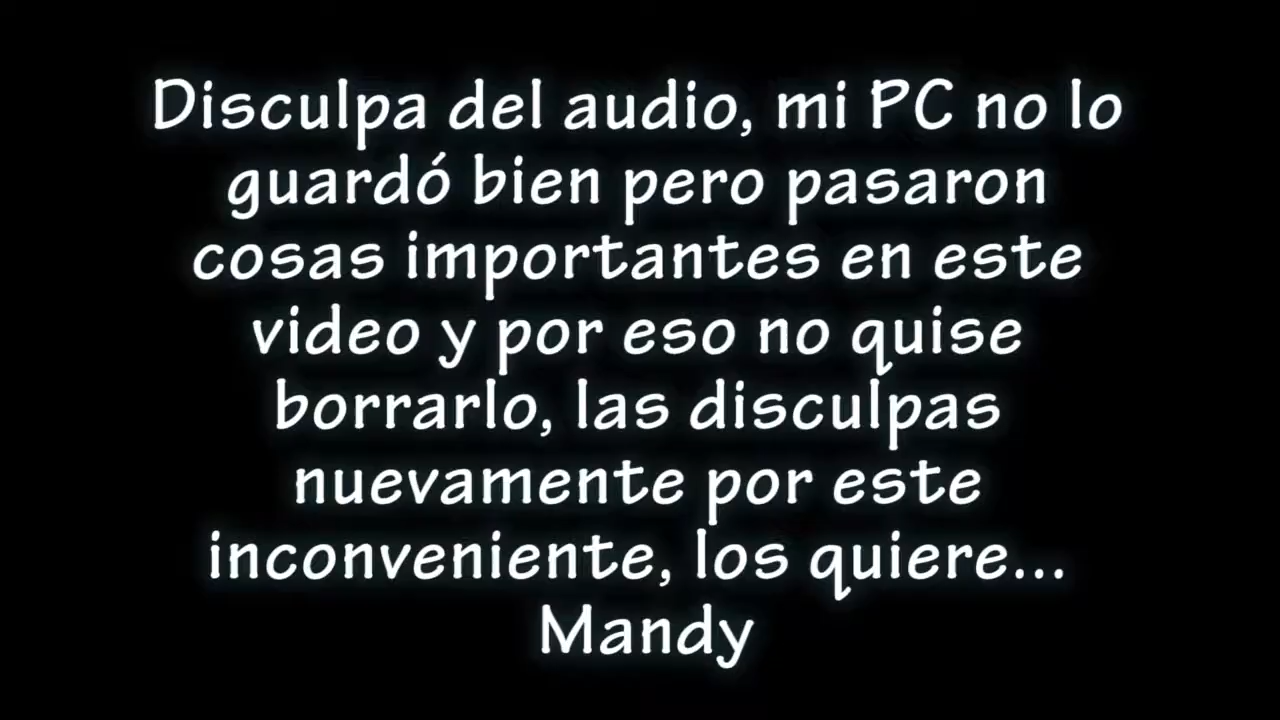 Disculpa del audio, mi PC no lo
guardó bien pero pasaron
cosas importantes en este
video y por eso no quise
borrarlo, las disculpas
nuevamente por este
inconveniente, los quiere...
Mandy